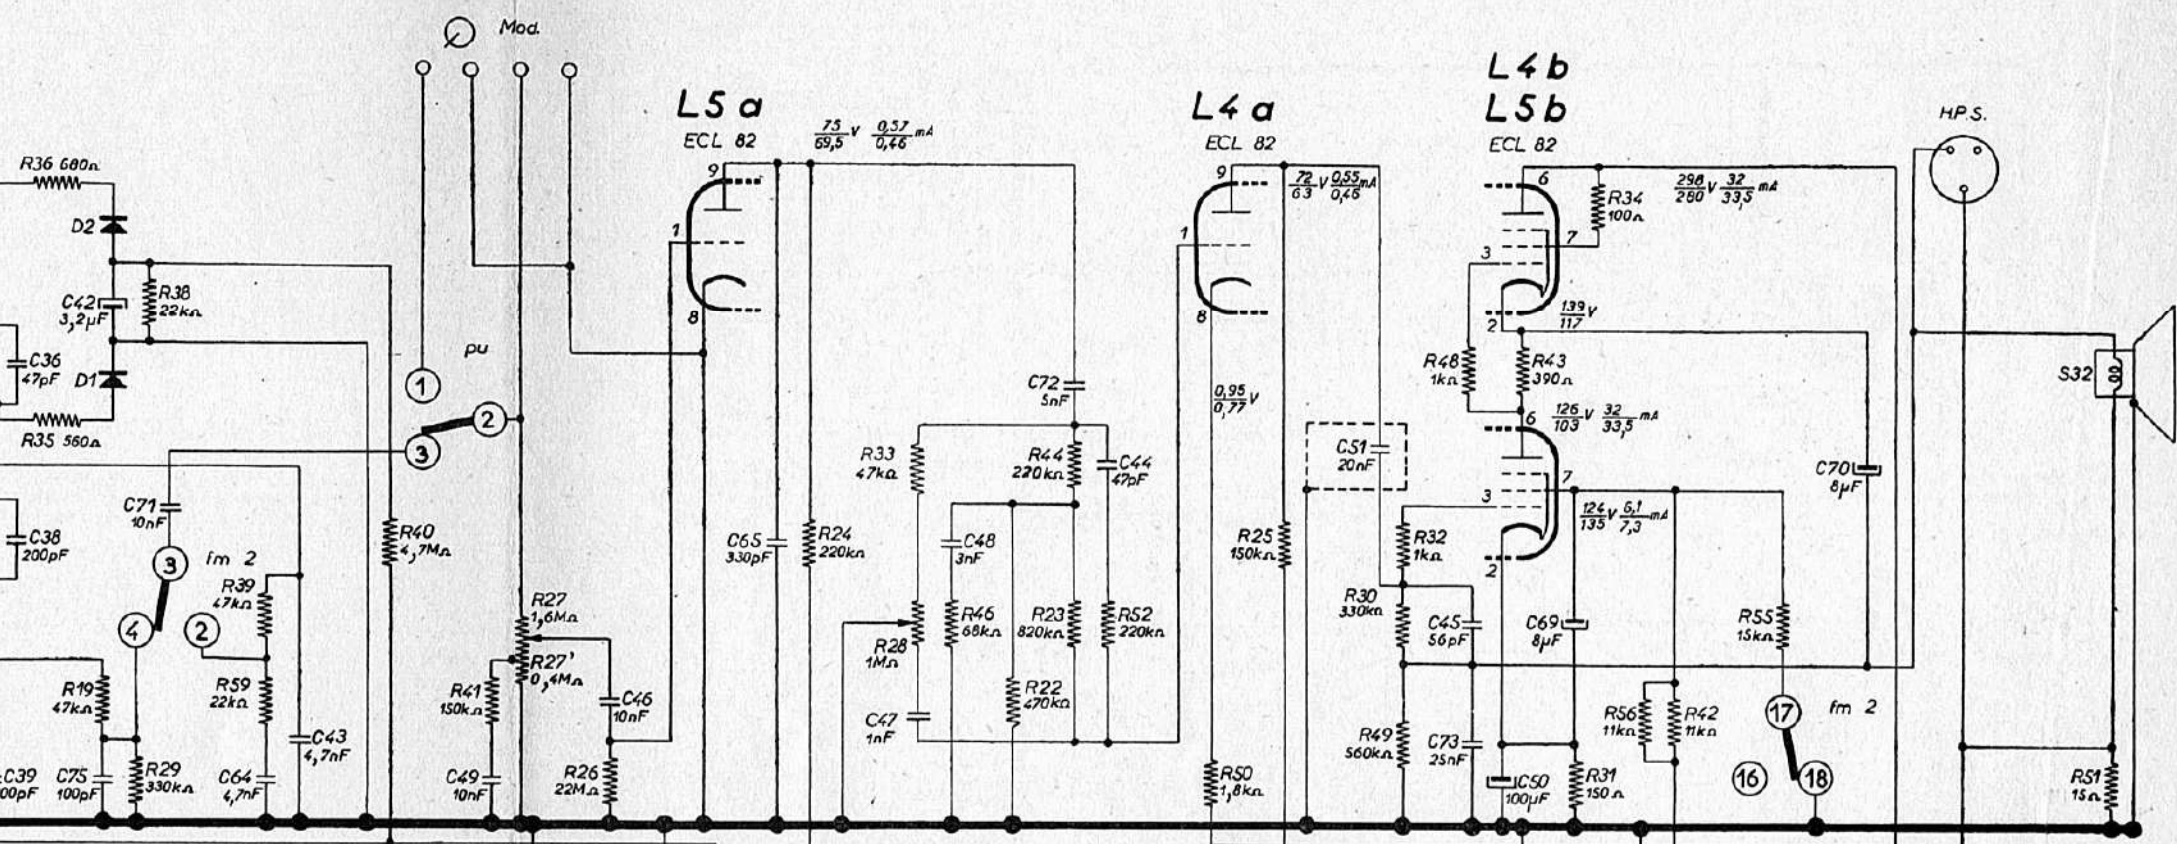 Mod.
L5a
ECL 82
75/69,5 V 0,57/0,46 mA
L4a
ECL 82
72/63 V 0,55/0,46 mA
L4b
L5b
ECL 82
298/280 V 32/33,5 mA
H.P.S.
R36 680Ω
D2
C42
3,2µF
R38
22kΩ
C36
47pF
D1
R35 560Ω
pu
1
2
3
9
1
8
9
1
8
6
7
3
2
R34
100Ω
139/117 V
R48
1kΩ
R43
390Ω
126/103 V 32/33,5 mA
6
7
3
2
124/135 V 6,1/7,3 mA
S32
C72
5nF
0,95/0,77 V
R33
47kΩ
R44
220kΩ
C44
47pF
C51
20nF
C70
8µF
C71
10nF
C38
200pF
3
fm 2
4
2
R39
47kΩ
R40
4,7MΩ
R27
1,6MΩ
R27'
0,4MΩ
C65
330pF
R24
220kΩ
C48
3nF
R25
150kΩ
R32
1kΩ
R30
330kΩ
C45
56pF
C69
8µF
R55
15kΩ
R28
1MΩ
R46
68kΩ
R23
820kΩ
R52
220kΩ
R19
47kΩ
R59
22kΩ
R41
150kΩ
C46
10nF
R22
470kΩ
C47
1nF
R49
560kΩ
C73
25nF
R56
11kΩ
R42
11kΩ
17
fm 2
16
18
C39
00pF
C75
100pF
R29
330kΩ
C64
4,7nF
C43
4,7nF
C49
10nF
R26
22MΩ
R50
1,8kΩ
C50
100µF
R31
150Ω
R51
15Ω